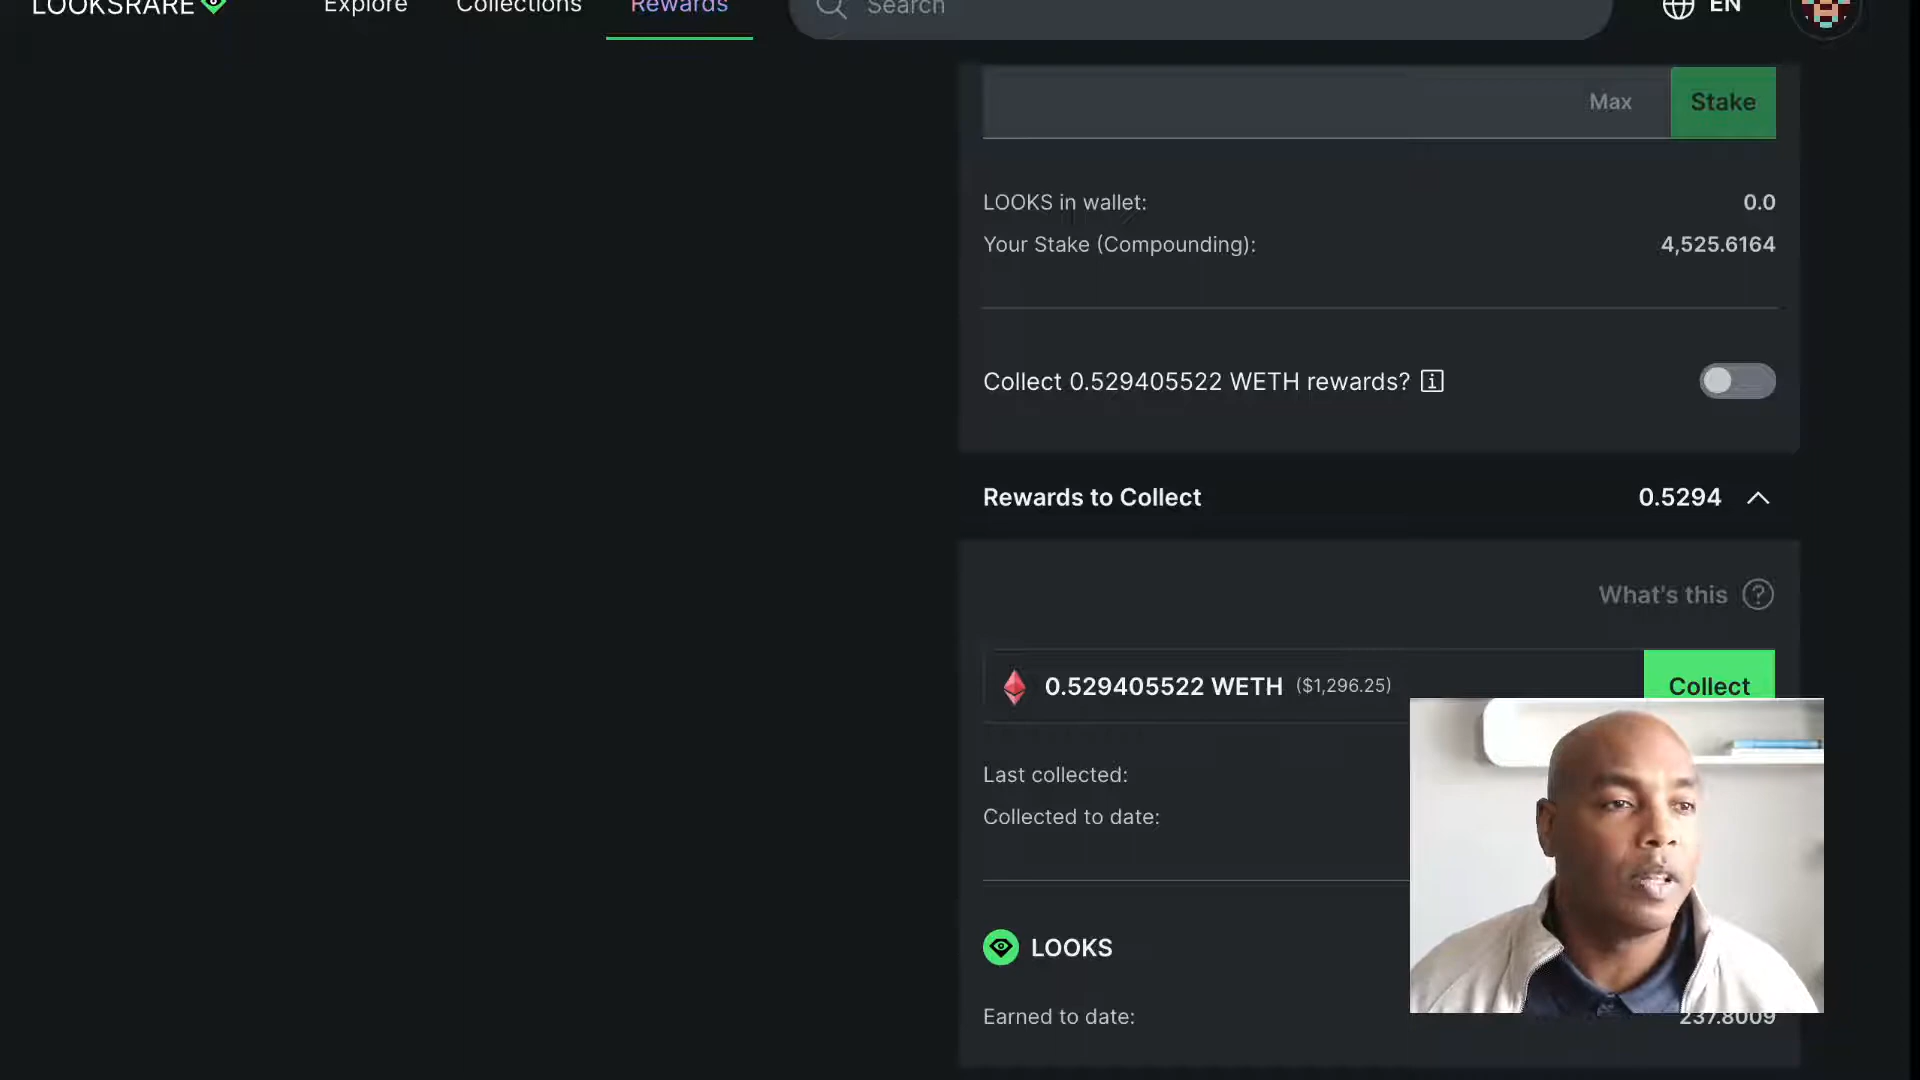 LOOKSRARE
Explore
Collections
Rewards
Search
EN
Max
Stake
LOOKS in wallet:
0.0
Your Stake (Compounding):
4,525.6164
Collect 0.529405522 WETH rewards?
Rewards to Collect
0.5294
What's this
0.529405522 WETH ($1,296.25)
Collect
Last collected:
Collected to date:
LOOKS
Earned to date:
237.8009